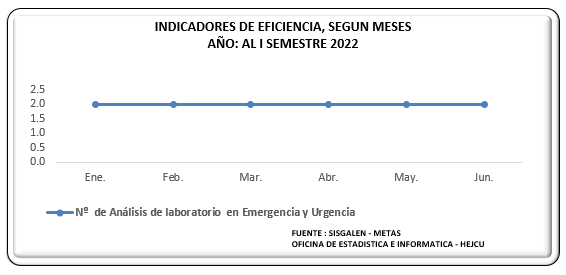 INDICADORES DE EFICIENCIA, SEGUN MESES
AÑO: AL I SEMESTRE 2022
2.5
2.0
1.5
1.0
0.5
0.0
Ene. Feb. Mar. Abr. May. Jun.
Nº de Análisis de laboratorio en Emergencia y Urgencia
FUENTE : SISGALEN - METAS
OFICINA DE ESTADISTICA E INFORMATICA - HEJCU